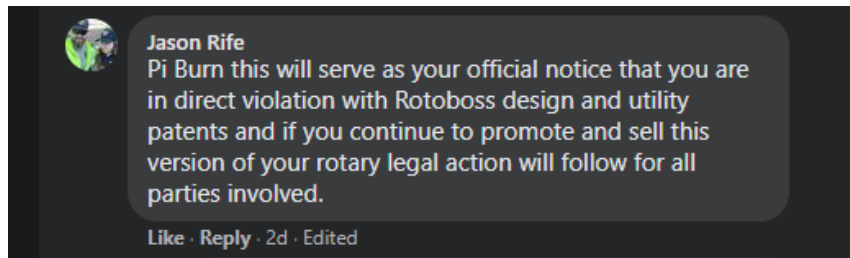 Jason Rife
Pi Burn this will serve as your official notice that you are
in direct violation with Rotoboss design and utility
patents and if you continue to promote and sell this
version of your rotary legal action will follow for all
parties involved.
Like · Reply · 2d · Edited